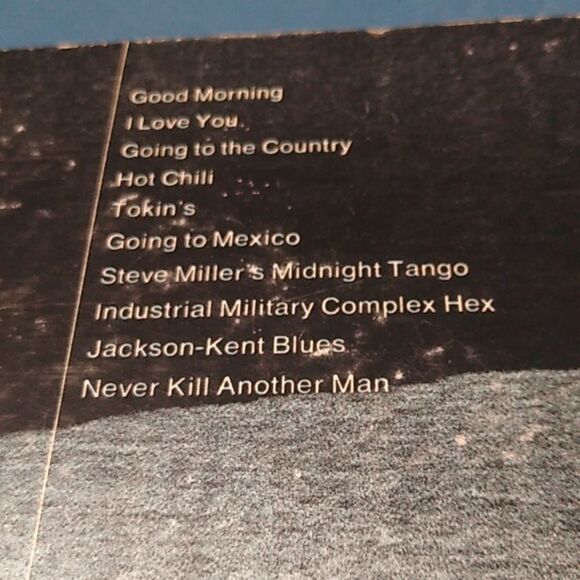 Good Morning
I Love You
Going to the Country
Hot Chili
Tokin's
Going to Mexico
Steve Miller's Midnight Tango
Industrial Military Complex Hex
Jackson-Kent Blues
Never Kill Another Man